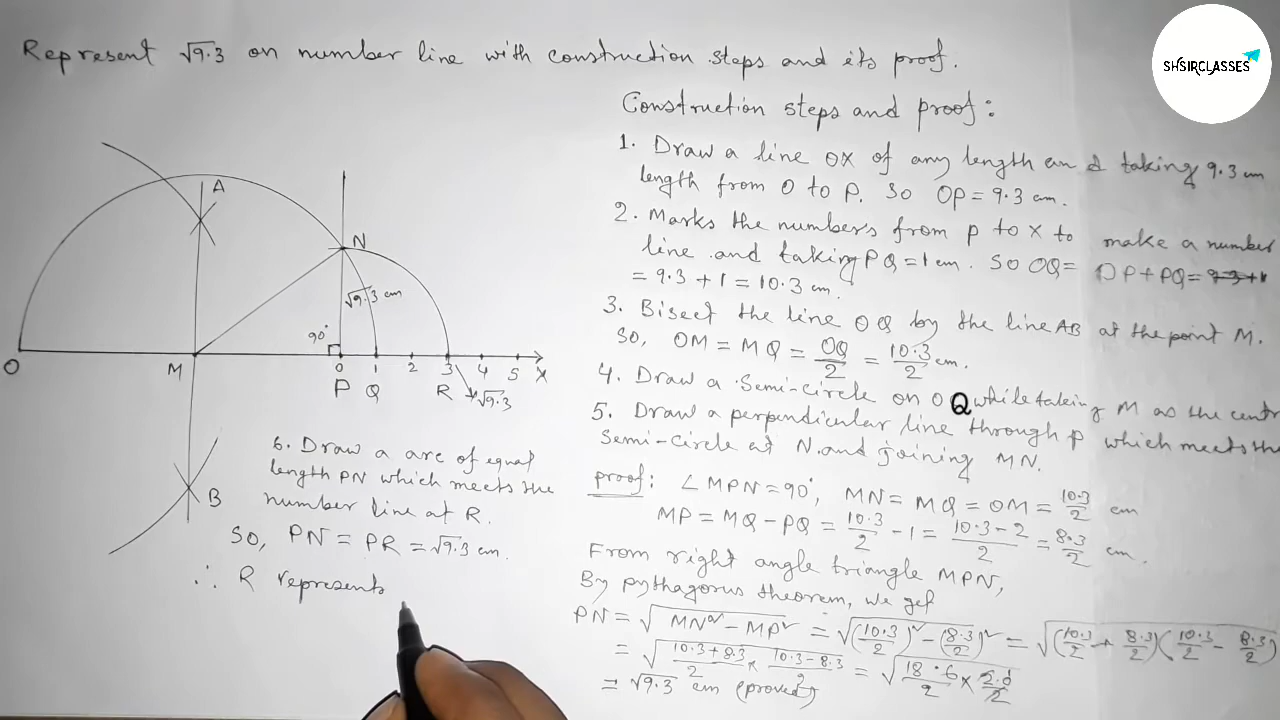 Represent √9.3 on number line with construction steps and its proof.
SHSIRCLASSES
Construction steps and proof:
1. Draw a line OX of any length and taking 9.3 cm
length from O to P. So OP = 9.3 cm.
2. Marks the numbers from P to X to make a number
line and taking PQ = 1 cm. So OQ = OP + PQ = 9.3+1
= 9.3 + 1 = 10.3 cm.
3. Bisect the line OQ by the line AB at the point M.
So, OM = MQ = OQ/2 = 10.3/2 cm.
4. Draw a Semi-circle on OQ while taking M as the centr
5. Draw a perpendicular line through P which meets the
Semi-circle at N. and joining MN.
proof: ∠MPN = 90°, MN = MQ = OM = 10.3/2 cm
MP = MQ - PQ = 10.3/2 - 1 = 10.3 - 2/2 = 8.3/2 cm.
From right angle triangle MPN,
By pythagorus theorem, we get
PN = √MN² - MP² = √(10.3/2)² - (8.3/2)² = √(10.3/2 + 8.3/2)(10.3/2 - 8.3/2)
= √10.3+8.3/2 × 10.3-8.3/2 = √18.6/2 × 2.0/2
= √9.3 cm (proved)
A
N
√9.3 cm
90°
O
M
0 1 2 3 4 5 X
P Q R √9.3
B
6. Draw a arc of equal
length PN which meets the
number line at R.
So, PN = PR = √9.3 cm.
∴ R represents